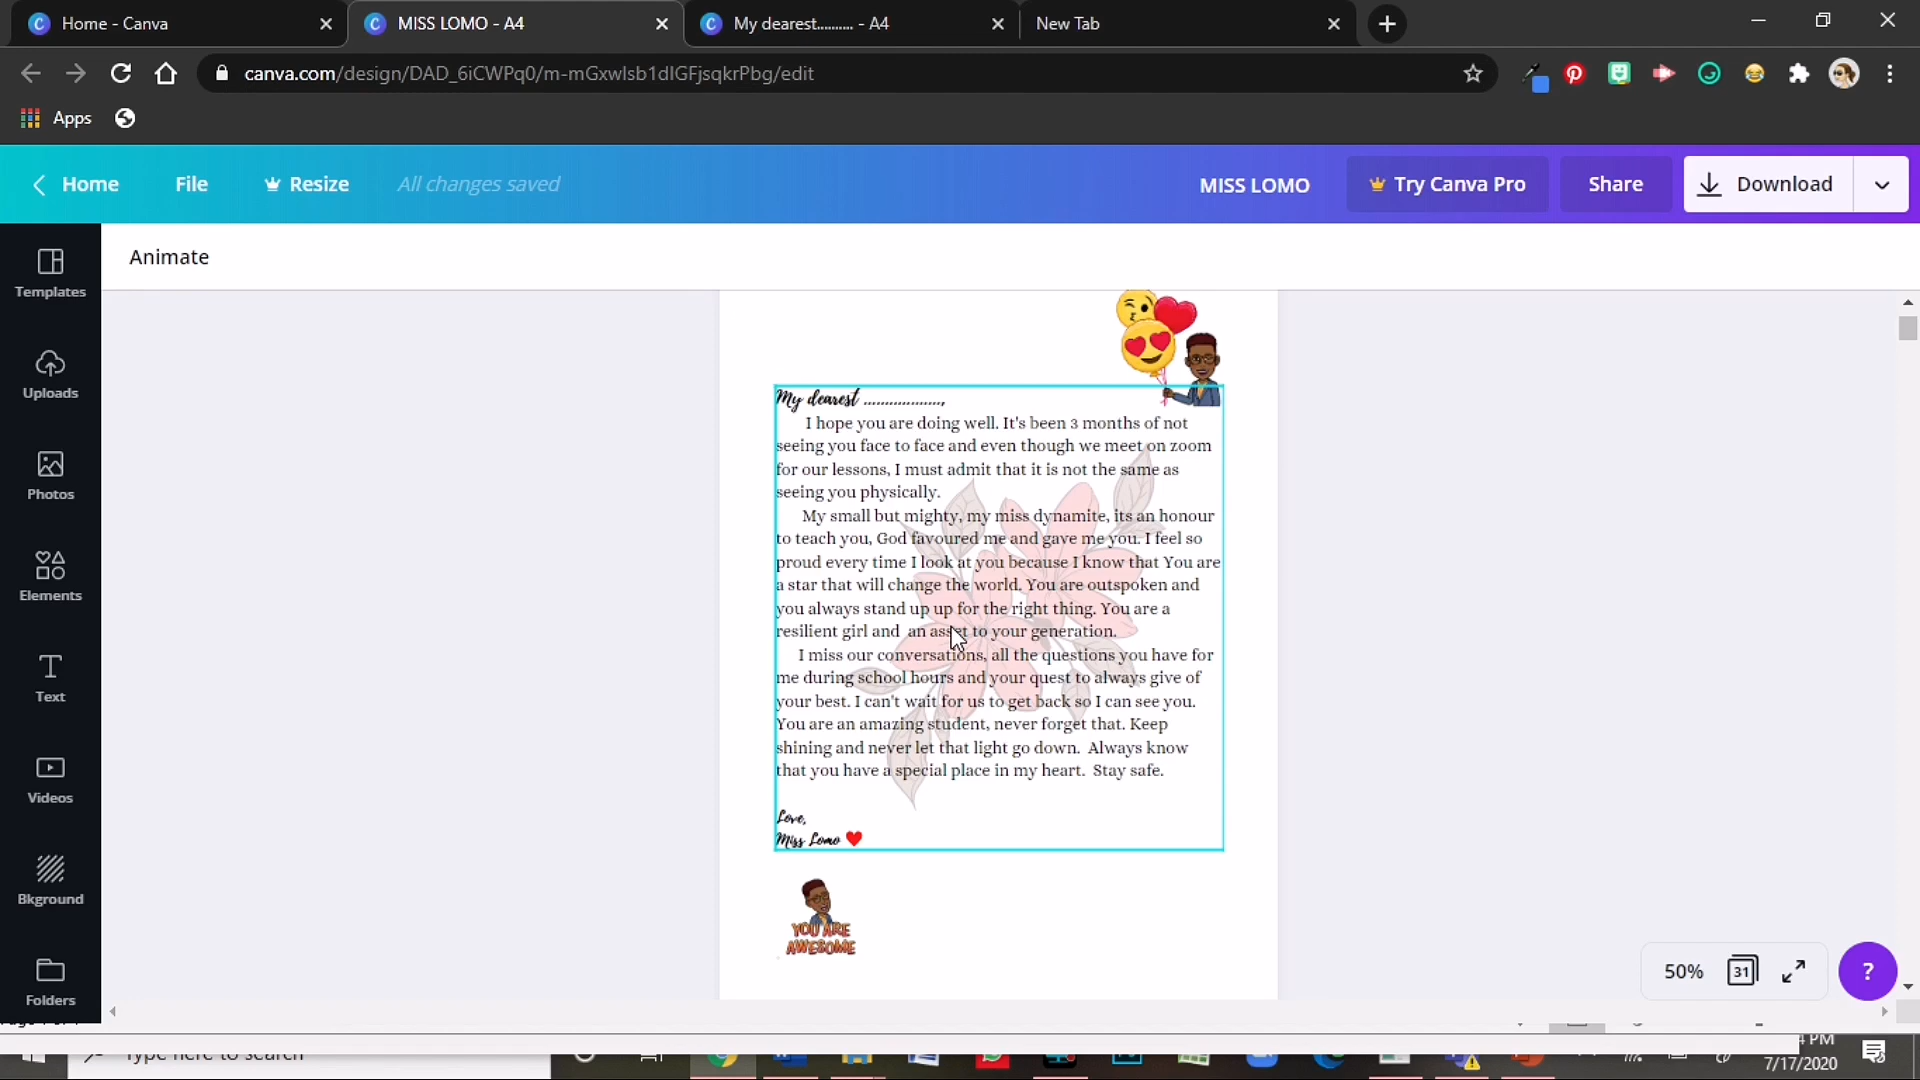 Home - Canva
MISS LOMO - A4
My dearest.......... - A4
New Tab
canva.com/design/DAD_6iCWPq0/m-mGxwIsb1dIGFjsqkrPbg/edit
Apps
Home
File
Resize
All changes saved
MISS LOMO
Try Canva Pro
Share
Download
Animate
Templates
Uploads
Photos
Elements
Text
Videos
Bkground
Folders
My dearest ..................,
I hope you are doing well. It's been 3 months of not
seeing you face to face and even though we meet on zoom
for our lessons, I must admit that it is not the same as
seeing you physically.
My small but mighty, my miss dynamite, its an honour
to teach you, God favoured me and gave me you. I feel so
proud every time I look at you because I know that You are
a star that will change the world. You are outspoken and
you always stand up up for the right thing. You are a
resilient girl and  an asset to your generation.
I miss our conversations, all the questions you have for
me during school hours and your quest to always give of
your best. I can't wait for us to get back so I can see you.
You are an amazing student, never forget that. Keep
shining and never let that light go down.  Always know
that you have a special place in my heart.  Stay safe.
Love,
Miss Lomo
YOU ARE
AWESOME
50%
31
?
Type here to search
4 PM
7/17/2020